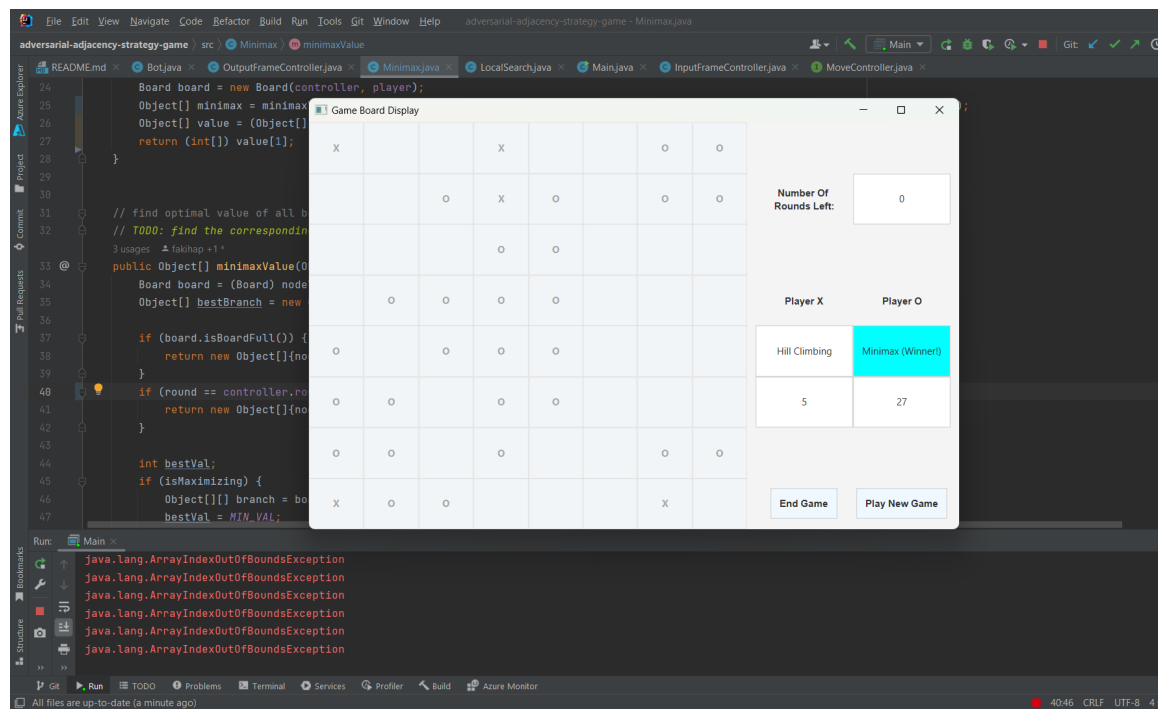 File Edit View Navigate Code Refactor Build Run Tools Git Window Help adversarial-adjacency-strategy-game - Minimax.java
adversarial-adjacency-strategy-game src Minimax minimaxValue Main Git:
README.md Bot.java OutputFrameController.java Minimax.java LocalSearch.java Main.java InputFrameController.java MoveController.java
Azure Explorer
Project
Commit
Pull Requests
Bookmarks
Structure
24 Board board = new Board(controller, player);
25 Object[] minimax = minimax );
26 Object[] value = (Object[]
27 return (int[]) value[1];
28 }
29
30
31 // find optimal value of all b
32 // TODO: find the correspondin
3 usages fakihap +1 *
33 @ public Object[] minimaxValue(O
34 Board board = (Board) node
35 Object[] bestBranch = new
36
37 if (board.isBoardFull()) {
38 return new Object[]{no
39 }
40 if (round == controller.ro
41 return new Object[]{no
42 }
43
44 int bestVal;
45 if (isMaximizing) {
46 Object[][] branch = bo
47 bestVal = MIN_VAL;
Game Board Display
X X O O
O X O O O
O O
O O O O
O O O O
O O O O
O O O O O
X O O X
Number Of
Rounds Left:
0
Player X Player O
Hill Climbing Minimax (Winner!)
5 27
End Game Play New Game
Run: Main
java.lang.ArrayIndexOutOfBoundsException
java.lang.ArrayIndexOutOfBoundsException
java.lang.ArrayIndexOutOfBoundsException
java.lang.ArrayIndexOutOfBoundsException
java.lang.ArrayIndexOutOfBoundsException
java.lang.ArrayIndexOutOfBoundsException
Git Run TODO Problems Terminal Services Profiler Build Azure Monitor
All files are up-to-date (a minute ago) 40:46 CRLF UTF-8 4